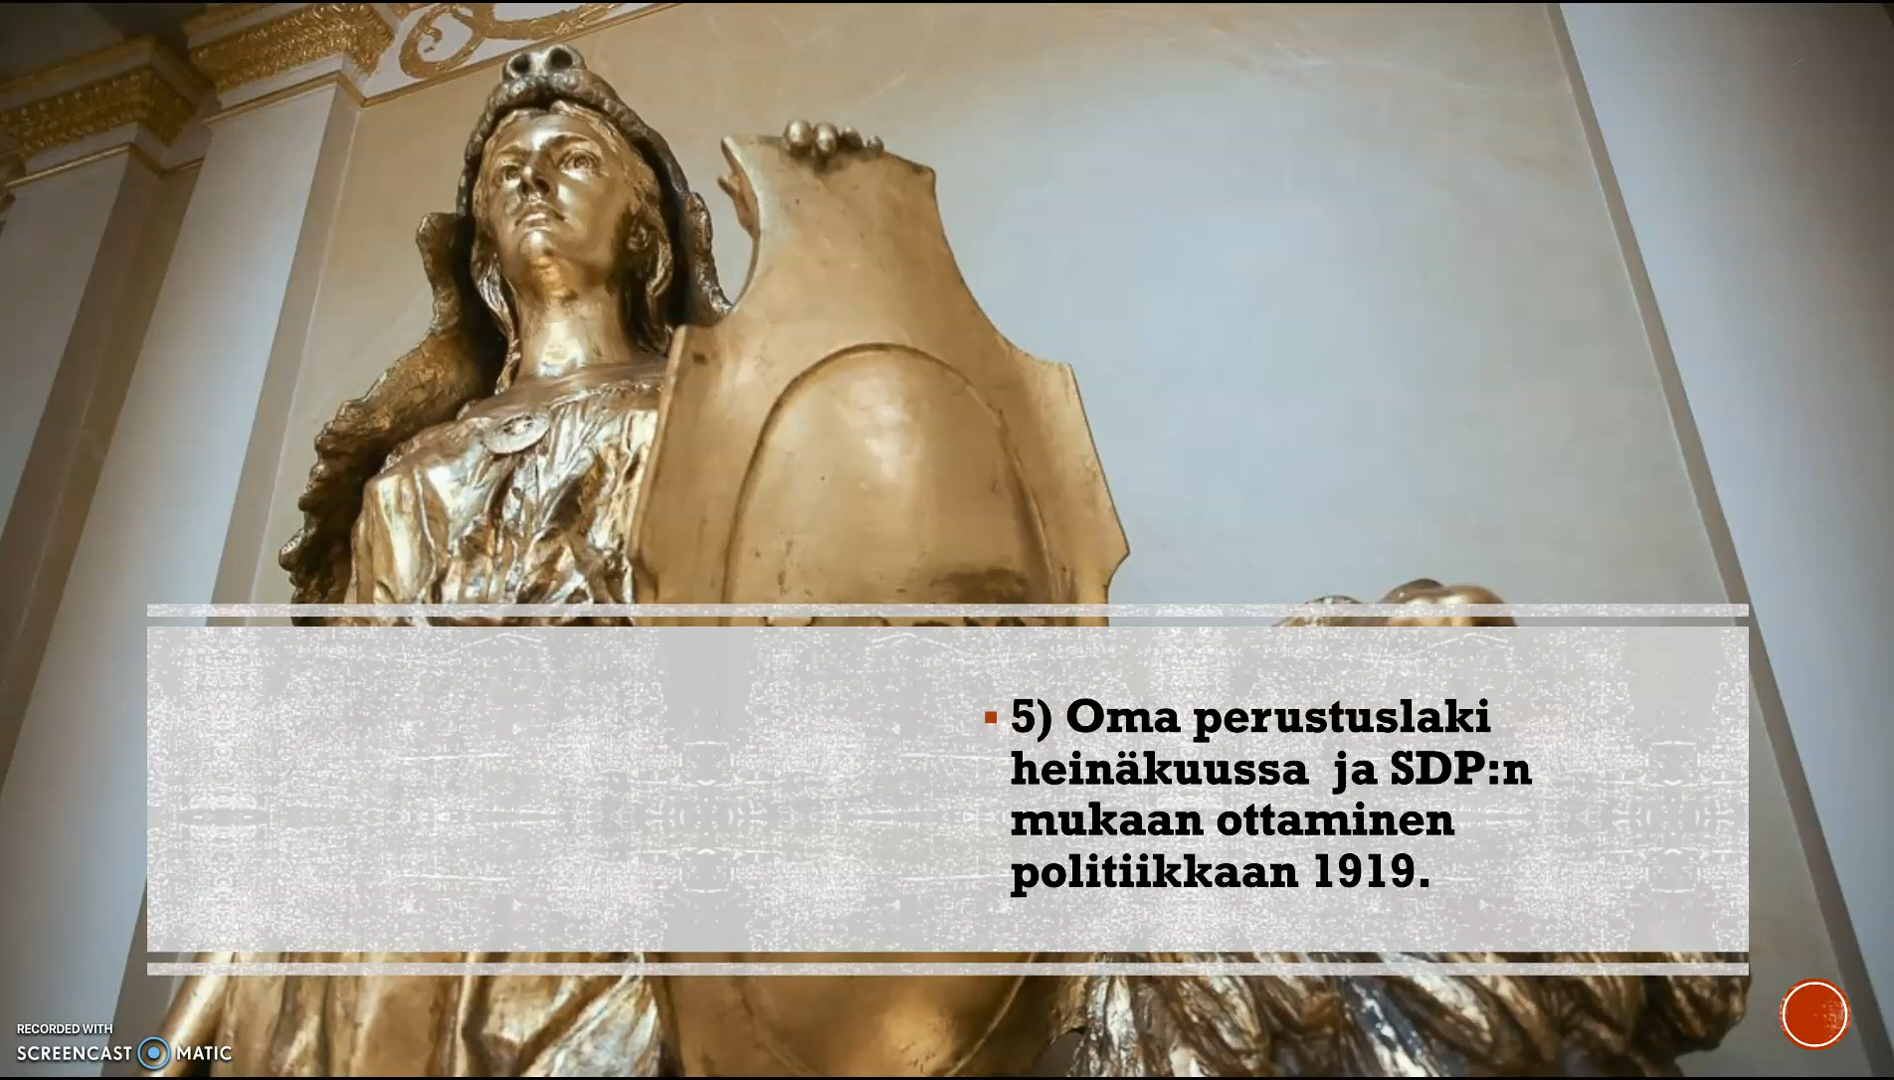 5) Oma perustuslaki
heinäkuussa ja SDP:n
mukaan ottaminen
politiikkaan 1919.
RECORDED WITH
SCREENCAST MATIC